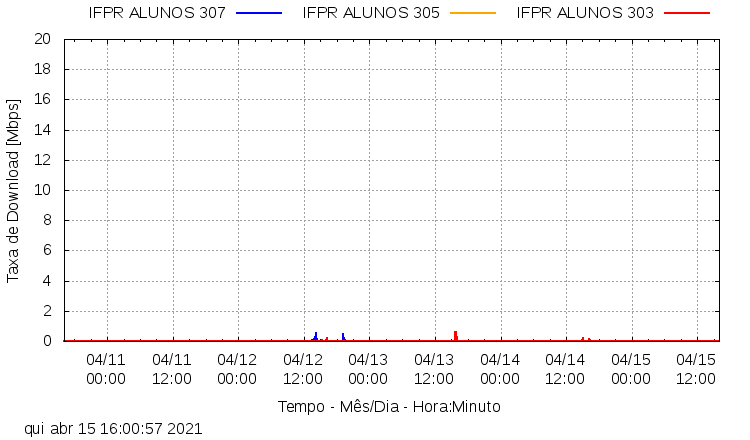 IFPR ALUNOS 307 IFPR ALUNOS 305 IFPR ALUNOS 303
Taxa de Download [Mbps]
20
18
16
14
12
10
8
6
4
2
0
04/11 04/11 04/12 04/12 04/13 04/13 04/14 04/14 04/15 04/15
00:00 12:00 00:00 12:00 00:00 12:00 00:00 12:00 00:00 12:00
Tempo - Mês/Dia - Hora:Minuto
qui abr 15 16:00:57 2021